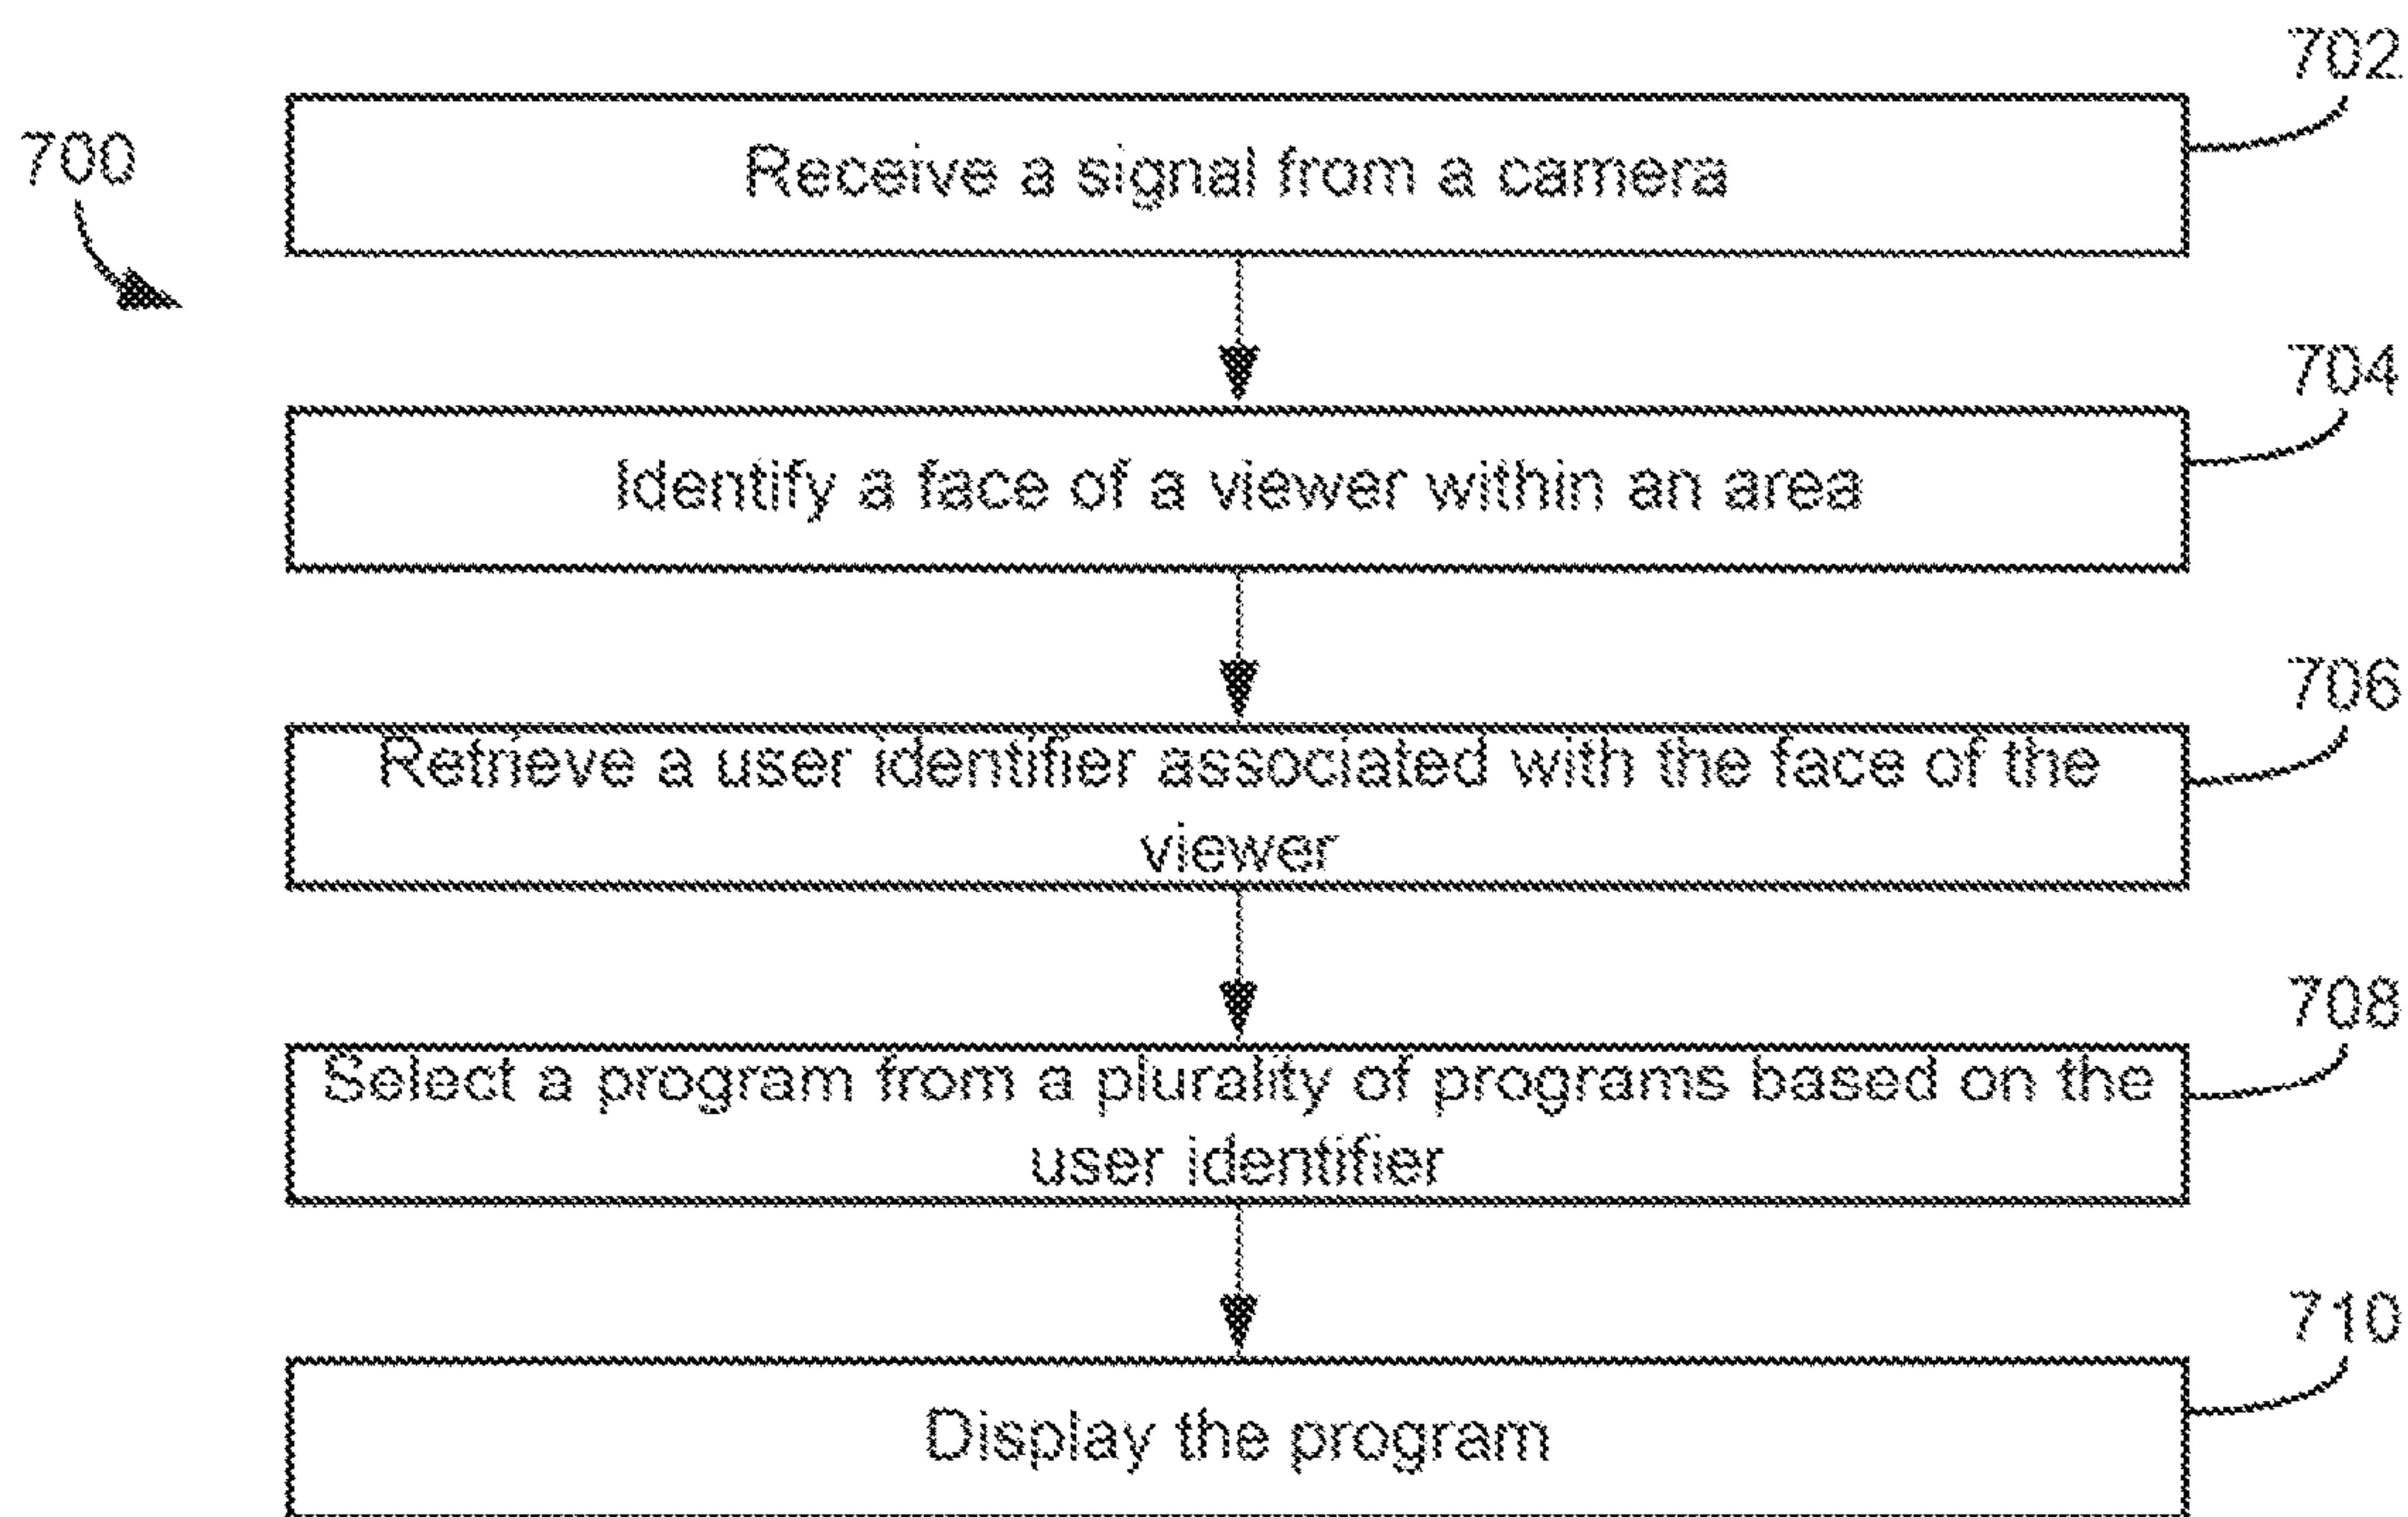 702
700
Receive a signal from a camera
704
Identify a face of a viewer within an area
706
Retrieve a user identifier associated with the face of the
viewer
708
Select a program from a plurality of programs based on the
user identifier
710
Display the program